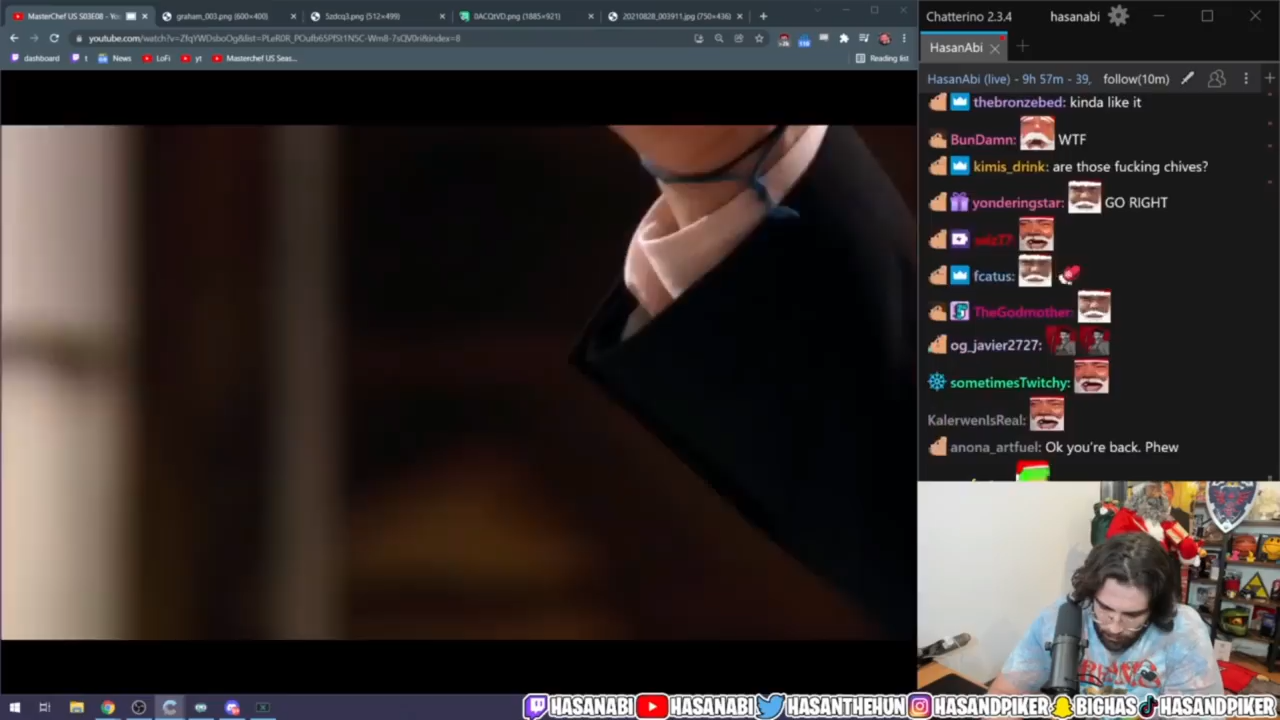 MasterChef US S03E08 - Yo
graham_003.png (600×400)
5zdcq3.png (512×499)
0ACQtVD.png (1885×921)
20210828_003911.jpg (750×436)
youtube.com/watch?v=ZfqYWDsboOg&list=PLeR0R_POufb65PfSt1N5C-Wm8-7sQV0ri&index=8
dashboard
t
News
LoFi
yt
Masterchef US Seas...
Reading list
Chatterino 2.3.4
hasanabi
HasanAbi
HasanAbi (live) - 9h 57m - 39,
follow(10m)
thebronzebed: kinda like it
BunDamn: WTF
kimis_drink: are those fucking chives?
yonderingstar: GO RIGHT
fcatus:
TheGodmother:
og_javier2727:
sometimesTwitchy:
KalerwenIsReal:
anona_artfuel: Ok you're back. Phew
HASANABI HASANABI HASANTHEHUN HASANDPIKER BIGHAS HASANDPIKER